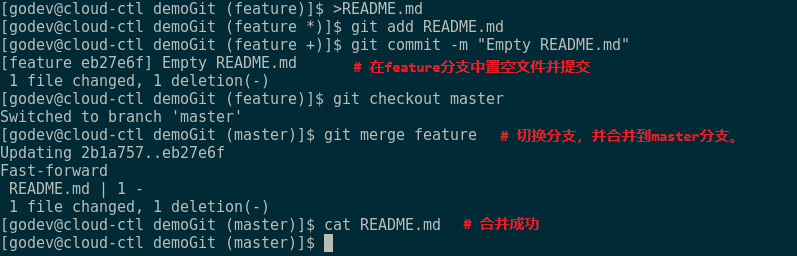 [godev@cloud-ctl demoGit (feature)]$ >README.md
[godev@cloud-ctl demoGit (feature *)]$ git add README.md
[godev@cloud-ctl demoGit (feature +)]$ git commit -m "Empty README.md"
[feature eb27e6f] Empty README.md # 在feature分支中置空文件并提交
1 file changed, 1 deletion(-)
[godev@cloud-ctl demoGit (feature)]$ git checkout master
Switched to branch 'master'
[godev@cloud-ctl demoGit (master)]$ git merge feature # 切换分支，并合并到master分支。
Updating 2b1a757..eb27e6f
Fast-forward
README.md | 1 -
1 file changed, 1 deletion(-)
[godev@cloud-ctl demoGit (master)]$ cat README.md # 合并成功
[godev@cloud-ctl demoGit (master)]$